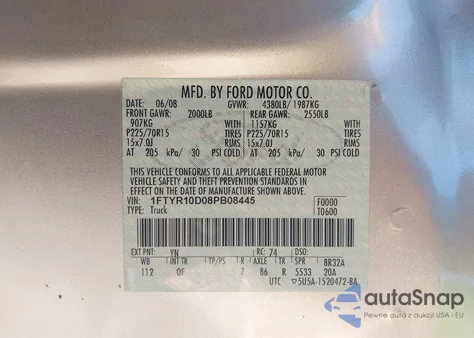 MFD. BY FORD MOTOR CO.
DATE: 06/08 GVWR: 4380LB/ 1987KG
FRONT GAWR: 2000LB REAR GAWR: 2550LB
907KG WITH 1157KG WITH
P225/70R15 TIRES P225/70R15 TIRES
15x7.0J RIMS 15x7.0J RIMS
AT 205 kPa/ 30 PSI COLD AT 205 kPa/ 30 PSI COLD
THIS VEHICLE CONFORMS TO ALL APPLICABLE FEDERAL MOTOR
VEHICLE SAFETY AND THEFT PREVENTION STANDARDS IN
EFFECT ON THE DATE OF MANUFACTURE SHOWN ABOVE.
VIN: 1FTYR10D08PB08445 F0000
TYPE: Truck T0600
EXT PNT: YN RC: 74 DSO:
WB INT TR TP/PS R AXLE TR SPR BR32A
112 OF 7 86 R 5533 20A
UTC ▽5U5A-1520472-BA
autoSnap
Pewne auta z aukcji USA - EU